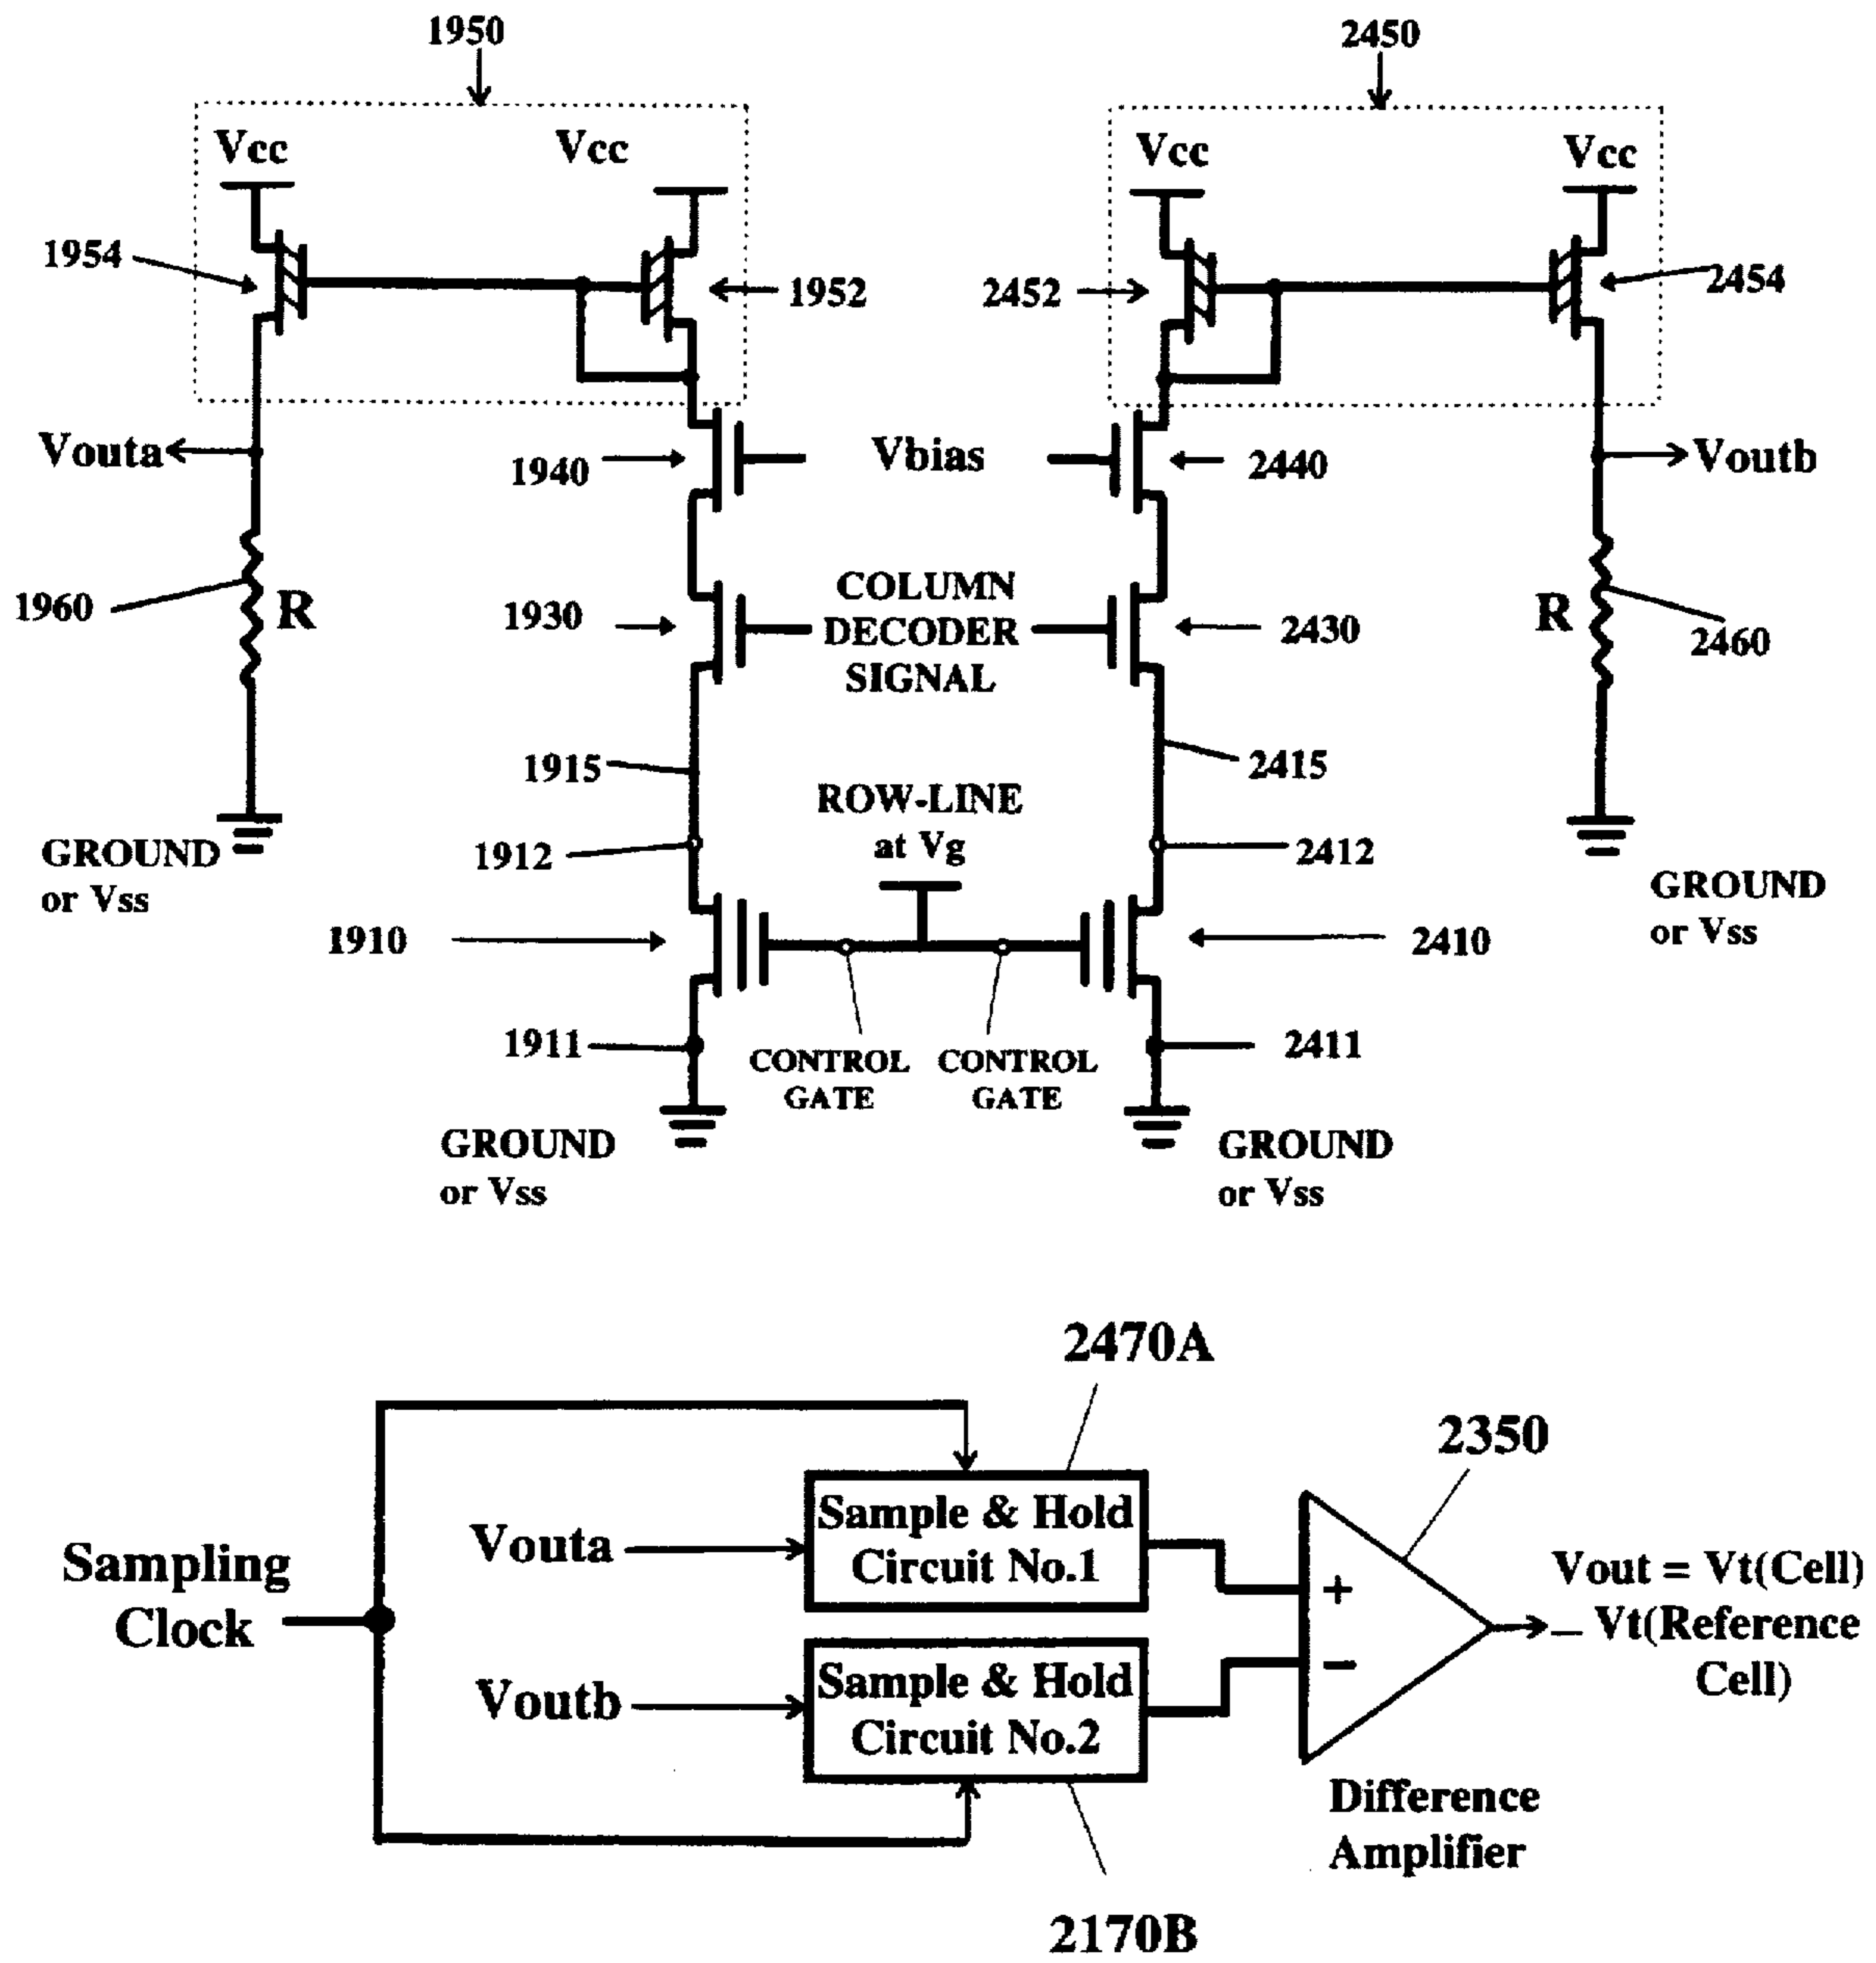 1950
2450
Vcc
Vcc
Vcc
Vcc
1954
1952
2452
2454
Vouta
1940
Vbias
2440
Voutb
1960
R
1930
COLUMN
DECODER
SIGNAL
2430
R
2460
1915
2415
ROW-LINE
at Vg
1912
2412
GROUND
or Vss
GROUND
or Vss
1910
2410
1911
CONTROL
GATE
CONTROL
GATE
2411
GROUND
or Vss
GROUND
or Vss
2470A
2350
Sampling
Clock
Vouta
Sample & Hold
Circuit No.1
+
Vout = Vt(Cell)
− Vt(Reference
Cell)
Voutb
Sample & Hold
Circuit No.2
−
Difference
Amplifier
2170B